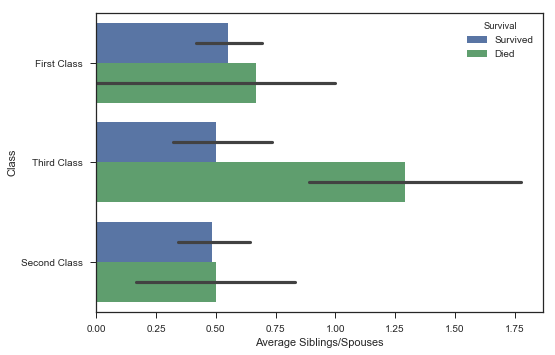 Survival
Survived
Died
First Class
Third Class
Second Class
Class
0.00 0.25 0.50 0.75 1.00 1.25 1.50 1.75
Average Siblings/Spouses